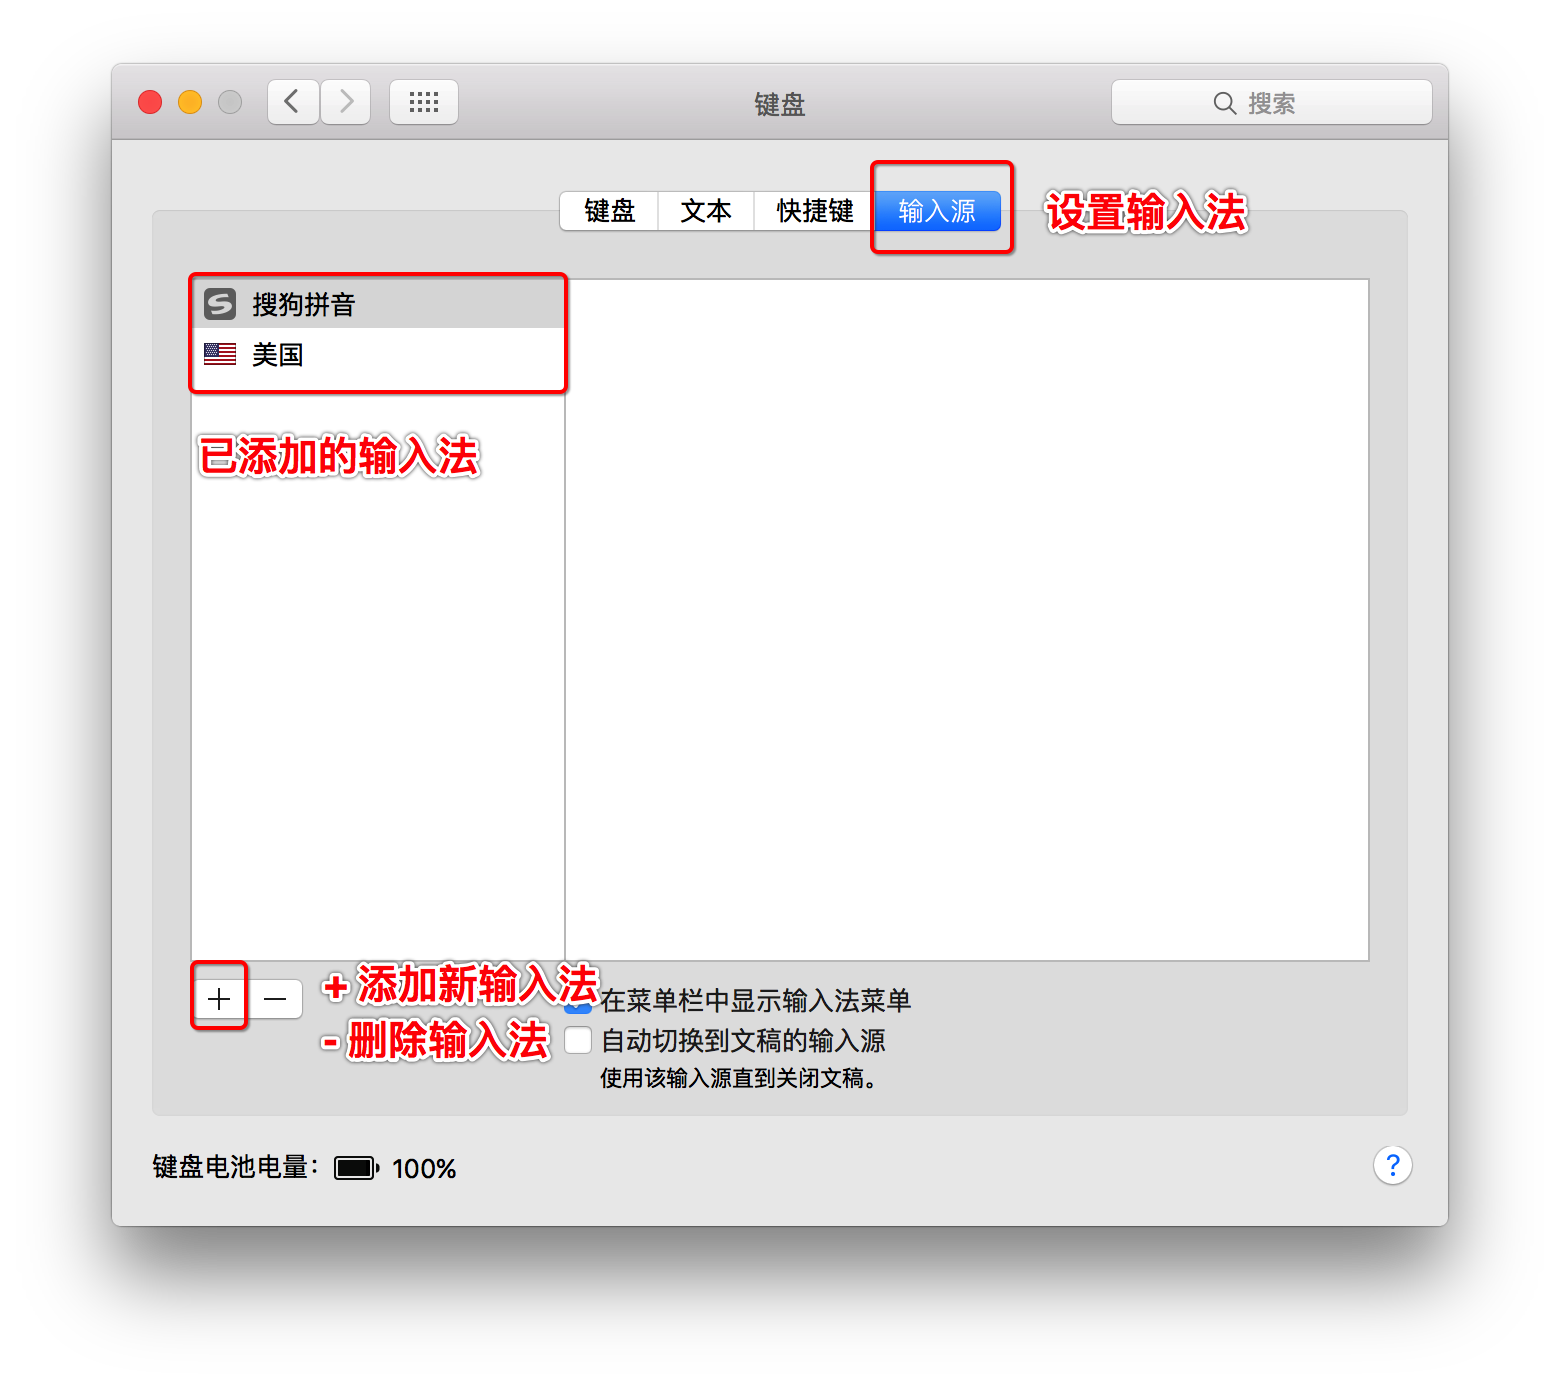 键盘
搜索
键盘 文本 快捷键 输入源 设置输入法
搜狗拼音
美国
已添加的输入法
+ 添加新输入法
在菜单栏中显示输入法菜单
- 删除输入法
自动切换到文稿的输入源
使用该输入源直到关闭文稿。
键盘电池电量： 100%
?